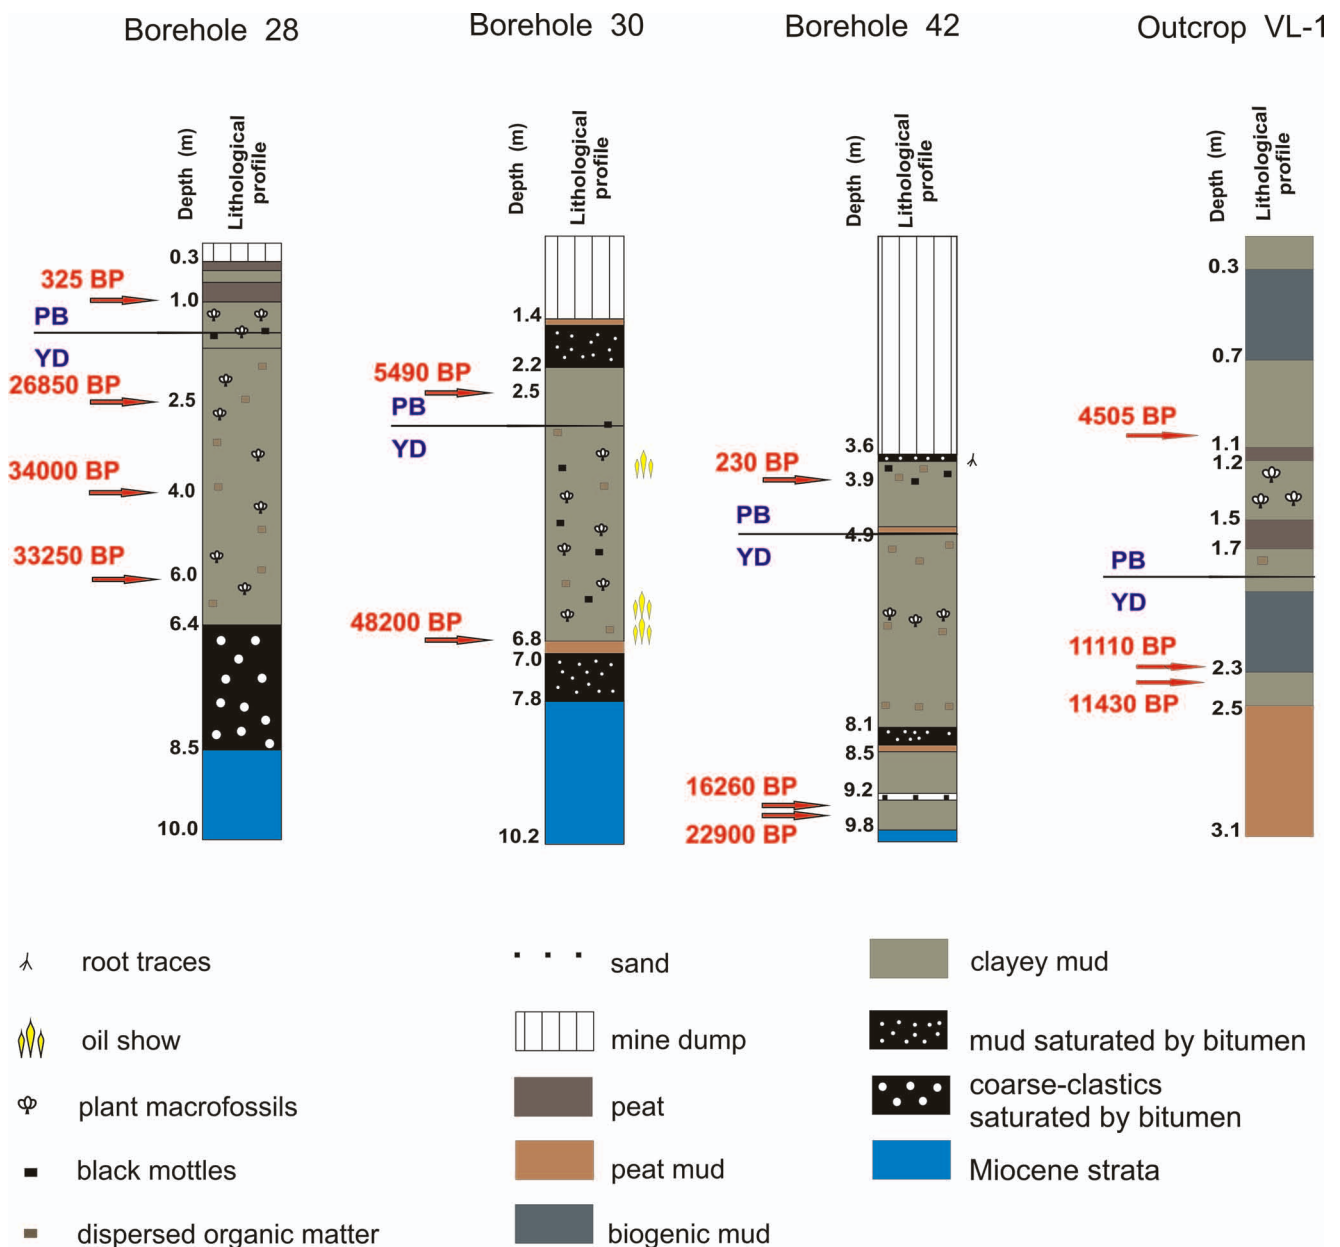 Borehole 28
Depth (m)
Lithological
profile
0.3
325 BP
1.0
PB
YD
26850 BP
2.5
34000 BP
4.0
33250 BP
6.0
6.4
8.5
10.0
Borehole 30
Depth (m)
Lithological
profile
1.4
2.2
5490 BP
2.5
PB
YD
48200 BP
6.8
7.0
7.8
10.2
Borehole 42
Depth (m)
Lithological
profile
3.6
230 BP
3.9
PB
4.9
YD
8.1
8.5
9.2
16260 BP
22900 BP
9.8
Outcrop VL-1
Depth (m)
Lithological
profile
0.3
0.7
4505 BP
1.1
1.2
1.5
1.7
PB
YD
11110 BP
2.3
11430 BP
2.5
3.1
root traces
oil show
plant macrofossils
black mottles
dispersed organic matter
sand
mine dump
peat
peat mud
biogenic mud
clayey mud
mud saturated by bitumen
coarse-clastics
saturated by bitumen
Miocene strata